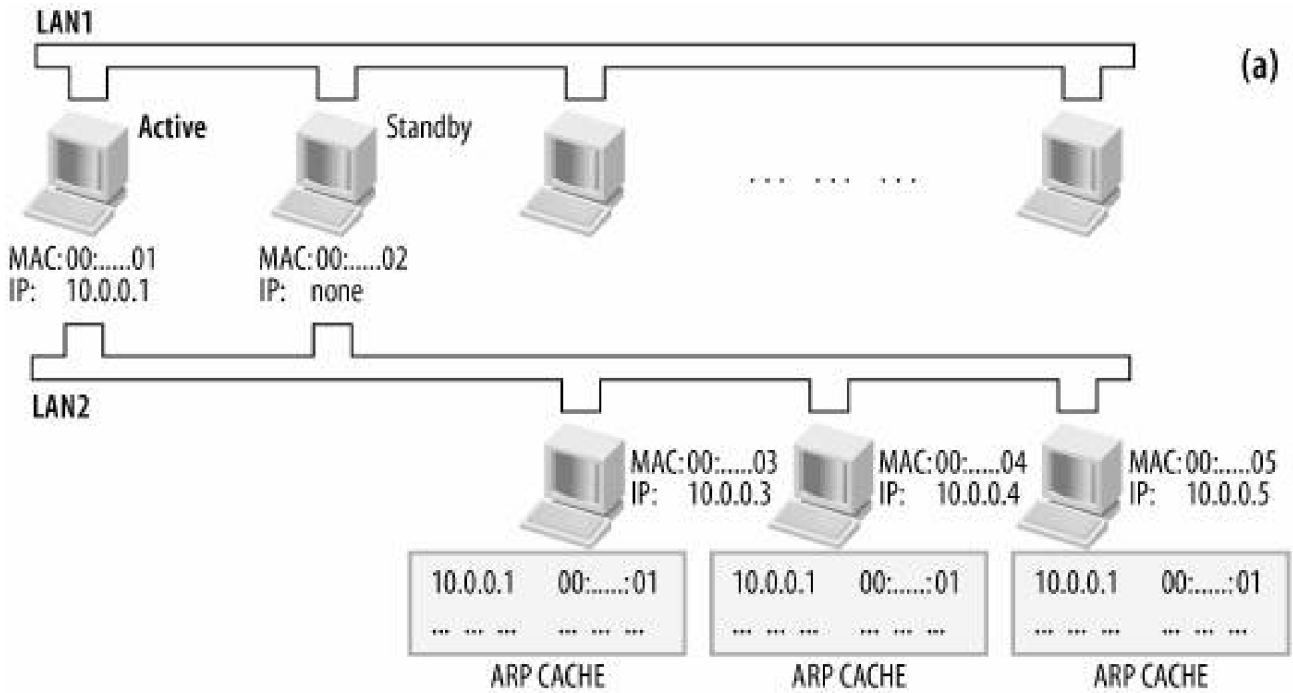 LAN1
(a)
Active
Standby
... ... ...
MAC: 00:......01
IP: 10.0.0.1
MAC: 00:......02
IP: none
LAN2
MAC: 00:.....03
IP: 10.0.0.3
MAC: 00:.....04
IP: 10.0.0.4
MAC: 00:.....05
IP: 10.0.0.5
10.0.0.1 00:......:01
... ... ... ... ... ...
ARP CACHE
10.0.0.1 00:......:01
... ... ... ... ... ...
ARP CACHE
10.0.0.1 00:......:01
... ... ... ... ... ...
ARP CACHE